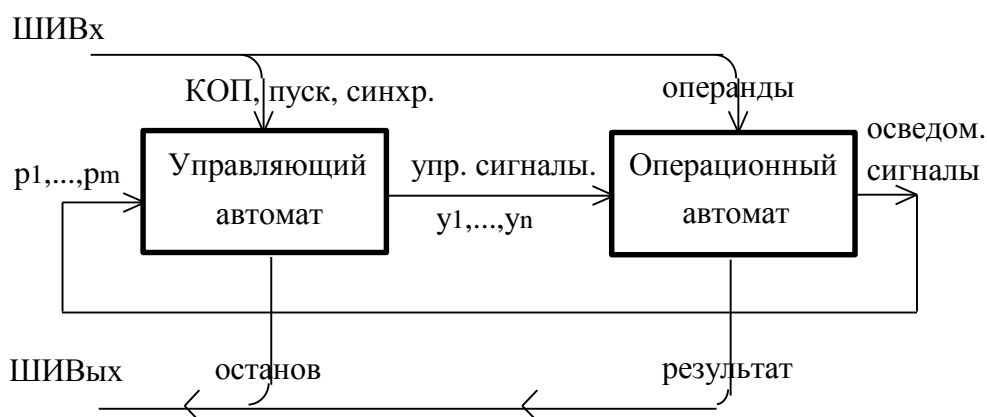 ШИВх
КОП, пуск, синхр.
операнды
осведом.
сигналы
p1,...,pm
Управляющий
автомат
упр. сигналы.
y1,...,yn
Операционный
автомат
ШИВых
останов
результат